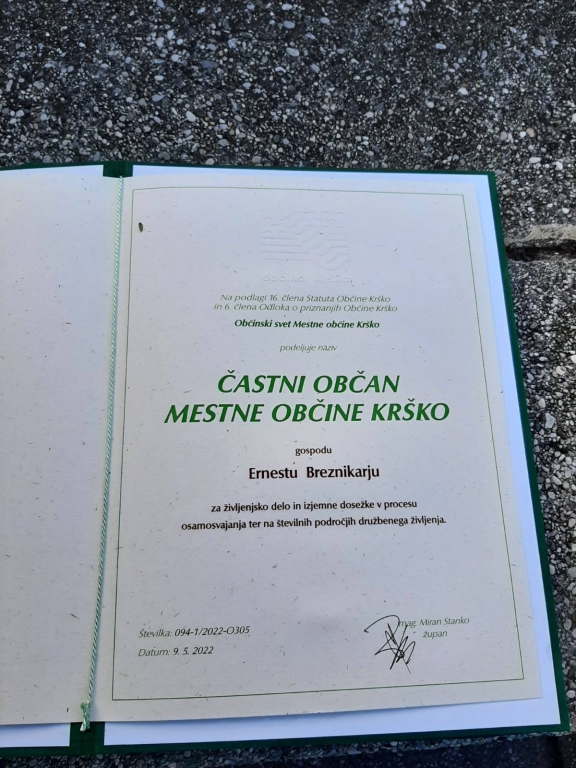 Na podlagi 16. člena Statuta Občine Krško
in 6. člena Odloka o priznanjih Občine Krško
Občinski svet Mestne občine Krško
podeljuje naziv
ČASTNI OBČAN
MESTNE OBČINE KRŠKO
gospodu
Ernestu Breznikarju
za življenjsko delo in izjemne dosežke v procesu
osamosvajanja ter na številnih področjih družbenega življenja.
Številka: 094-1/2022-O305
Datum: 9. 5. 2022
mag. Miran Stanko
župan